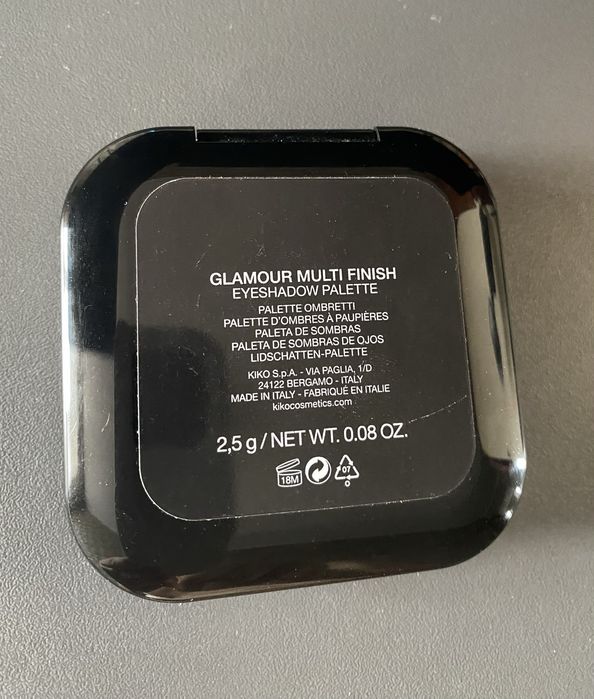 GLAMOUR MULTI FINISH
EYESHADOW PALETTE
PALETTE OMBRETTI
PALETTE D'OMBRES À PAUPIÈRES
PALETA DE SOMBRAS
PALETA DE SOMBRAS DE OJOS
LIDSCHATTEN-PALETTE
KIKO S.p.A. - VIA PAGLIA, 1/D
24122 BERGAMO - ITALY
MADE IN ITALY - FABRIQUÉ EN ITALIE
kikocosmetics.com
2,5 g / NET WT. 0.08 OZ.
18M 07
O